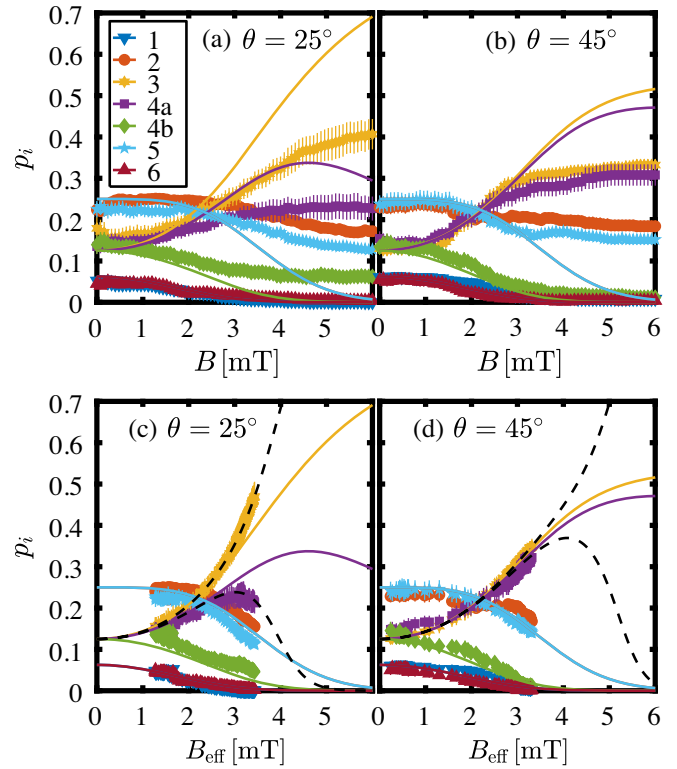 0.7
(a) θ = 25°
(b) θ = 45°
1
2
3
4a
4b
5
6
0.6
0.5
0.4
0.3
0.2
0.1
0
p_i
0 1 2 3 4 5 0 1 2 3 4 5 6
B [mT]
B [mT]
0.7
(c) θ = 25°
(d) θ = 45°
0.6
0.5
0.4
0.3
0.2
0.1
0
p_i
0 1 2 3 4 5 0 1 2 3 4 5 6
B_eff [mT]
B_eff [mT]